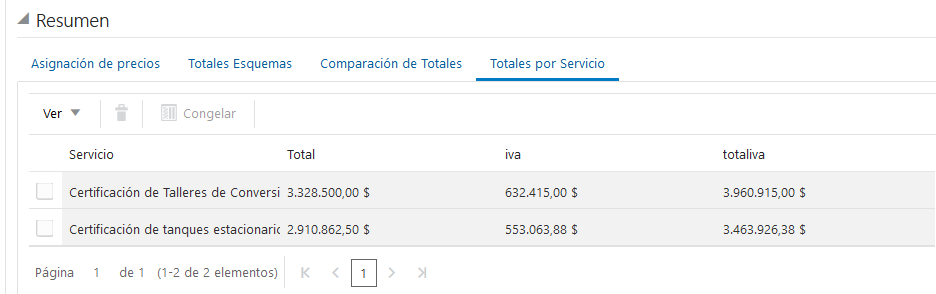 Resumen
Asignación de precios Totales Esquemas Comparación de Totales Totales por Servicio
Ver Congelar
Servicio Total iva totaliva
Certificación de Talleres de Conversi 3.328.500,00 $ 632.415,00 $ 3.960.915,00 $
Certificación de tanques estacionaric 2.910.862,50 $ 553.063,88 $ 3.463.926,38 $
Página 1 de 1 (1-2 de 2 elementos) 1